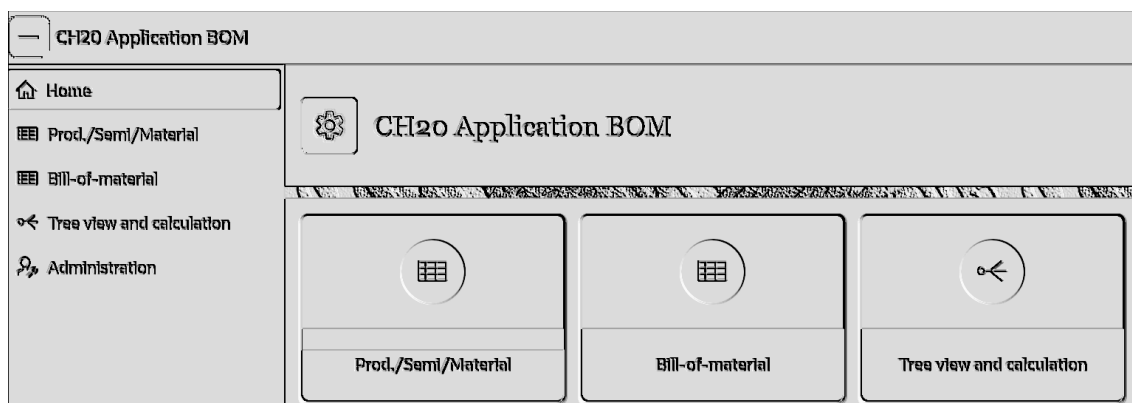 CH20 Application BOM
Home
Prod./Semi/Material
Bill-of-material
Tree view and calculation
Administration
CH20 Application BOM
Prod./Semi/Material
Bill-of-material
Tree view and calculation